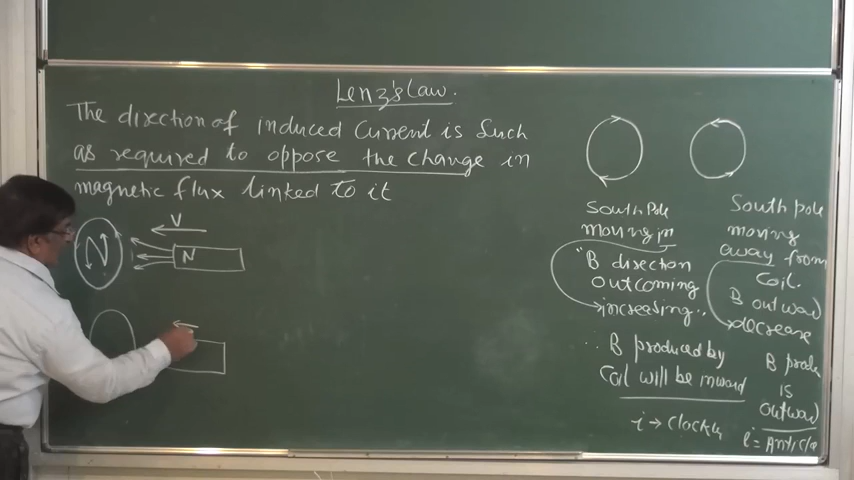 Lenz's Law.
The direction of induced Current is Such
as required to oppose the change in
magnetic flux linked to it
V
N
N
South Pole
moving in
"B direction
outcoming
increasing..
∴ B produced by
Coil will be inward
i → Clockw
South pole
moving
away from
Coil.
B outward
decrease
B produ
is
outward
i = Anticlo